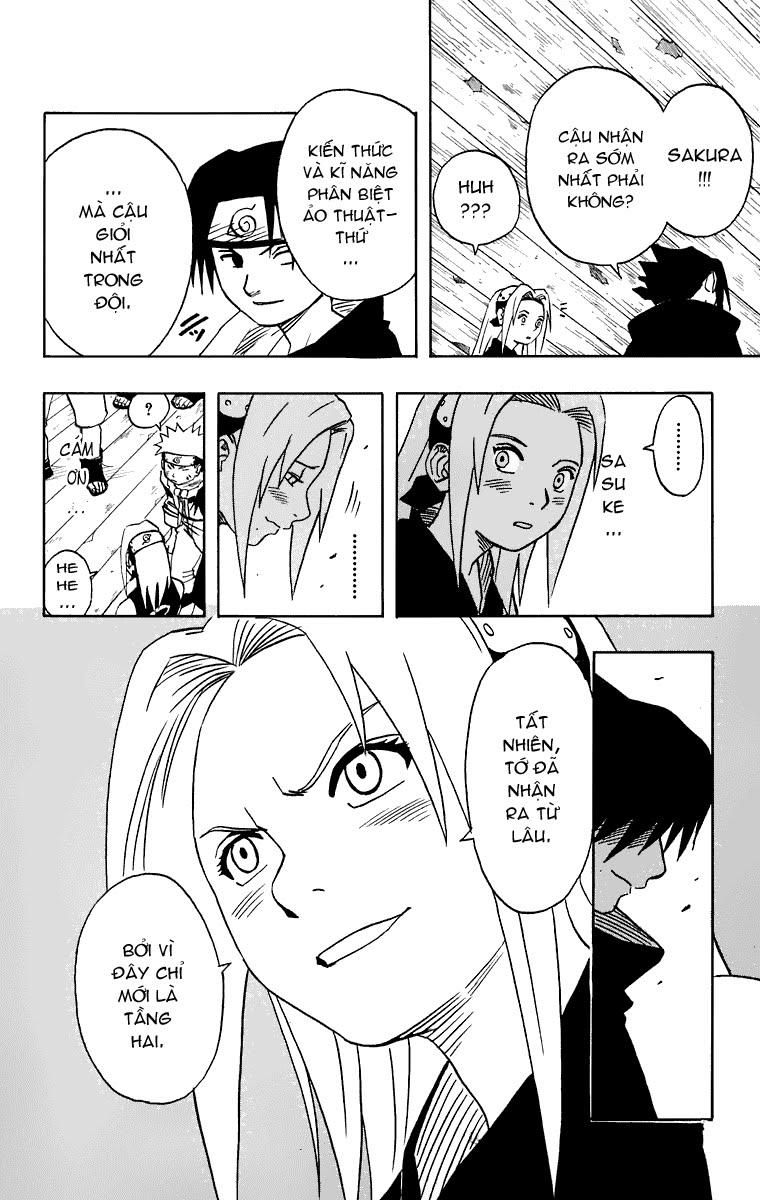 SAKURA
!!!
CẬU NHẬN
RA SỚM
NHẤT PHẢI
KHÔNG?
HUH
???
KIẾN THỨC
VÀ KĨ NĂNG
PHÂN BIỆT
ẢO THUẬT-
THỨ
...
...
MÀ CẬU
GIỎI
NHẤT
TRONG
ĐỘI.
.........
SA
SU
KE
...
.........
?
CẢM
ƠN
HE
HE
...
TẤT
NHIÊN,
TỚ ĐÃ
NHẬN
RA TỪ
LÂU.
BỞI VÌ
ĐÂY CHỈ
MỚI LÀ
TẦNG
HAI.